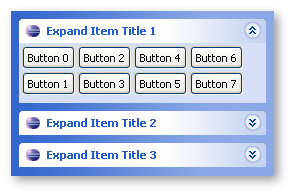 Expand Item Title 1
Button 0 Button 2 Button 4 Button 6
Button 1 Button 3 Button 5 Button 7
Expand Item Title 2
Expand Item Title 3